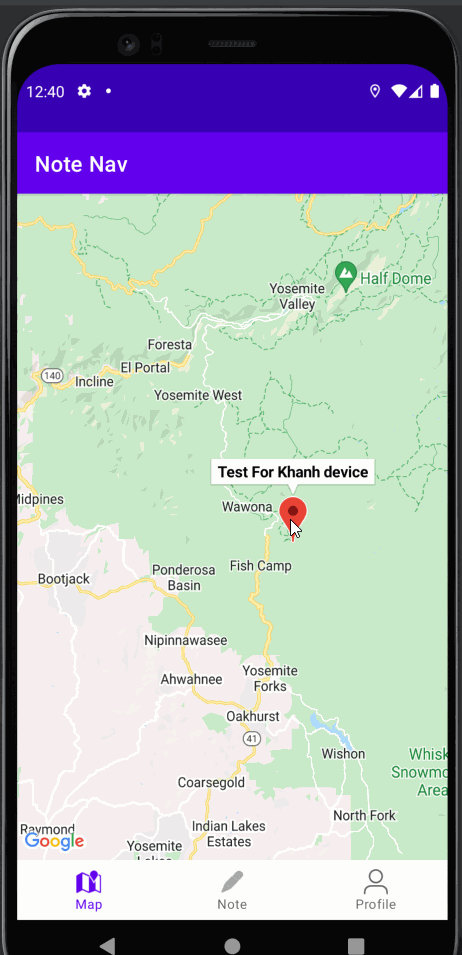 12:40
Note Nav
Half Dome
Yosemite
Valley
Foresta
El Portal
140
Incline
Yosemite West
Test For Khanh device
Midpines
Wawona
Fish Camp
Ponderosa
Basin
Bootjack
Nipinnawasee
Ahwahnee
Yosemite
Forks
Oakhurst
41
Wishon
Whisk
Snowmo
Area
Coarsegold
North Fork
Raymond
Google
Indian Lakes
Estates
Yosemite
Lakes
Map
Note
Profile